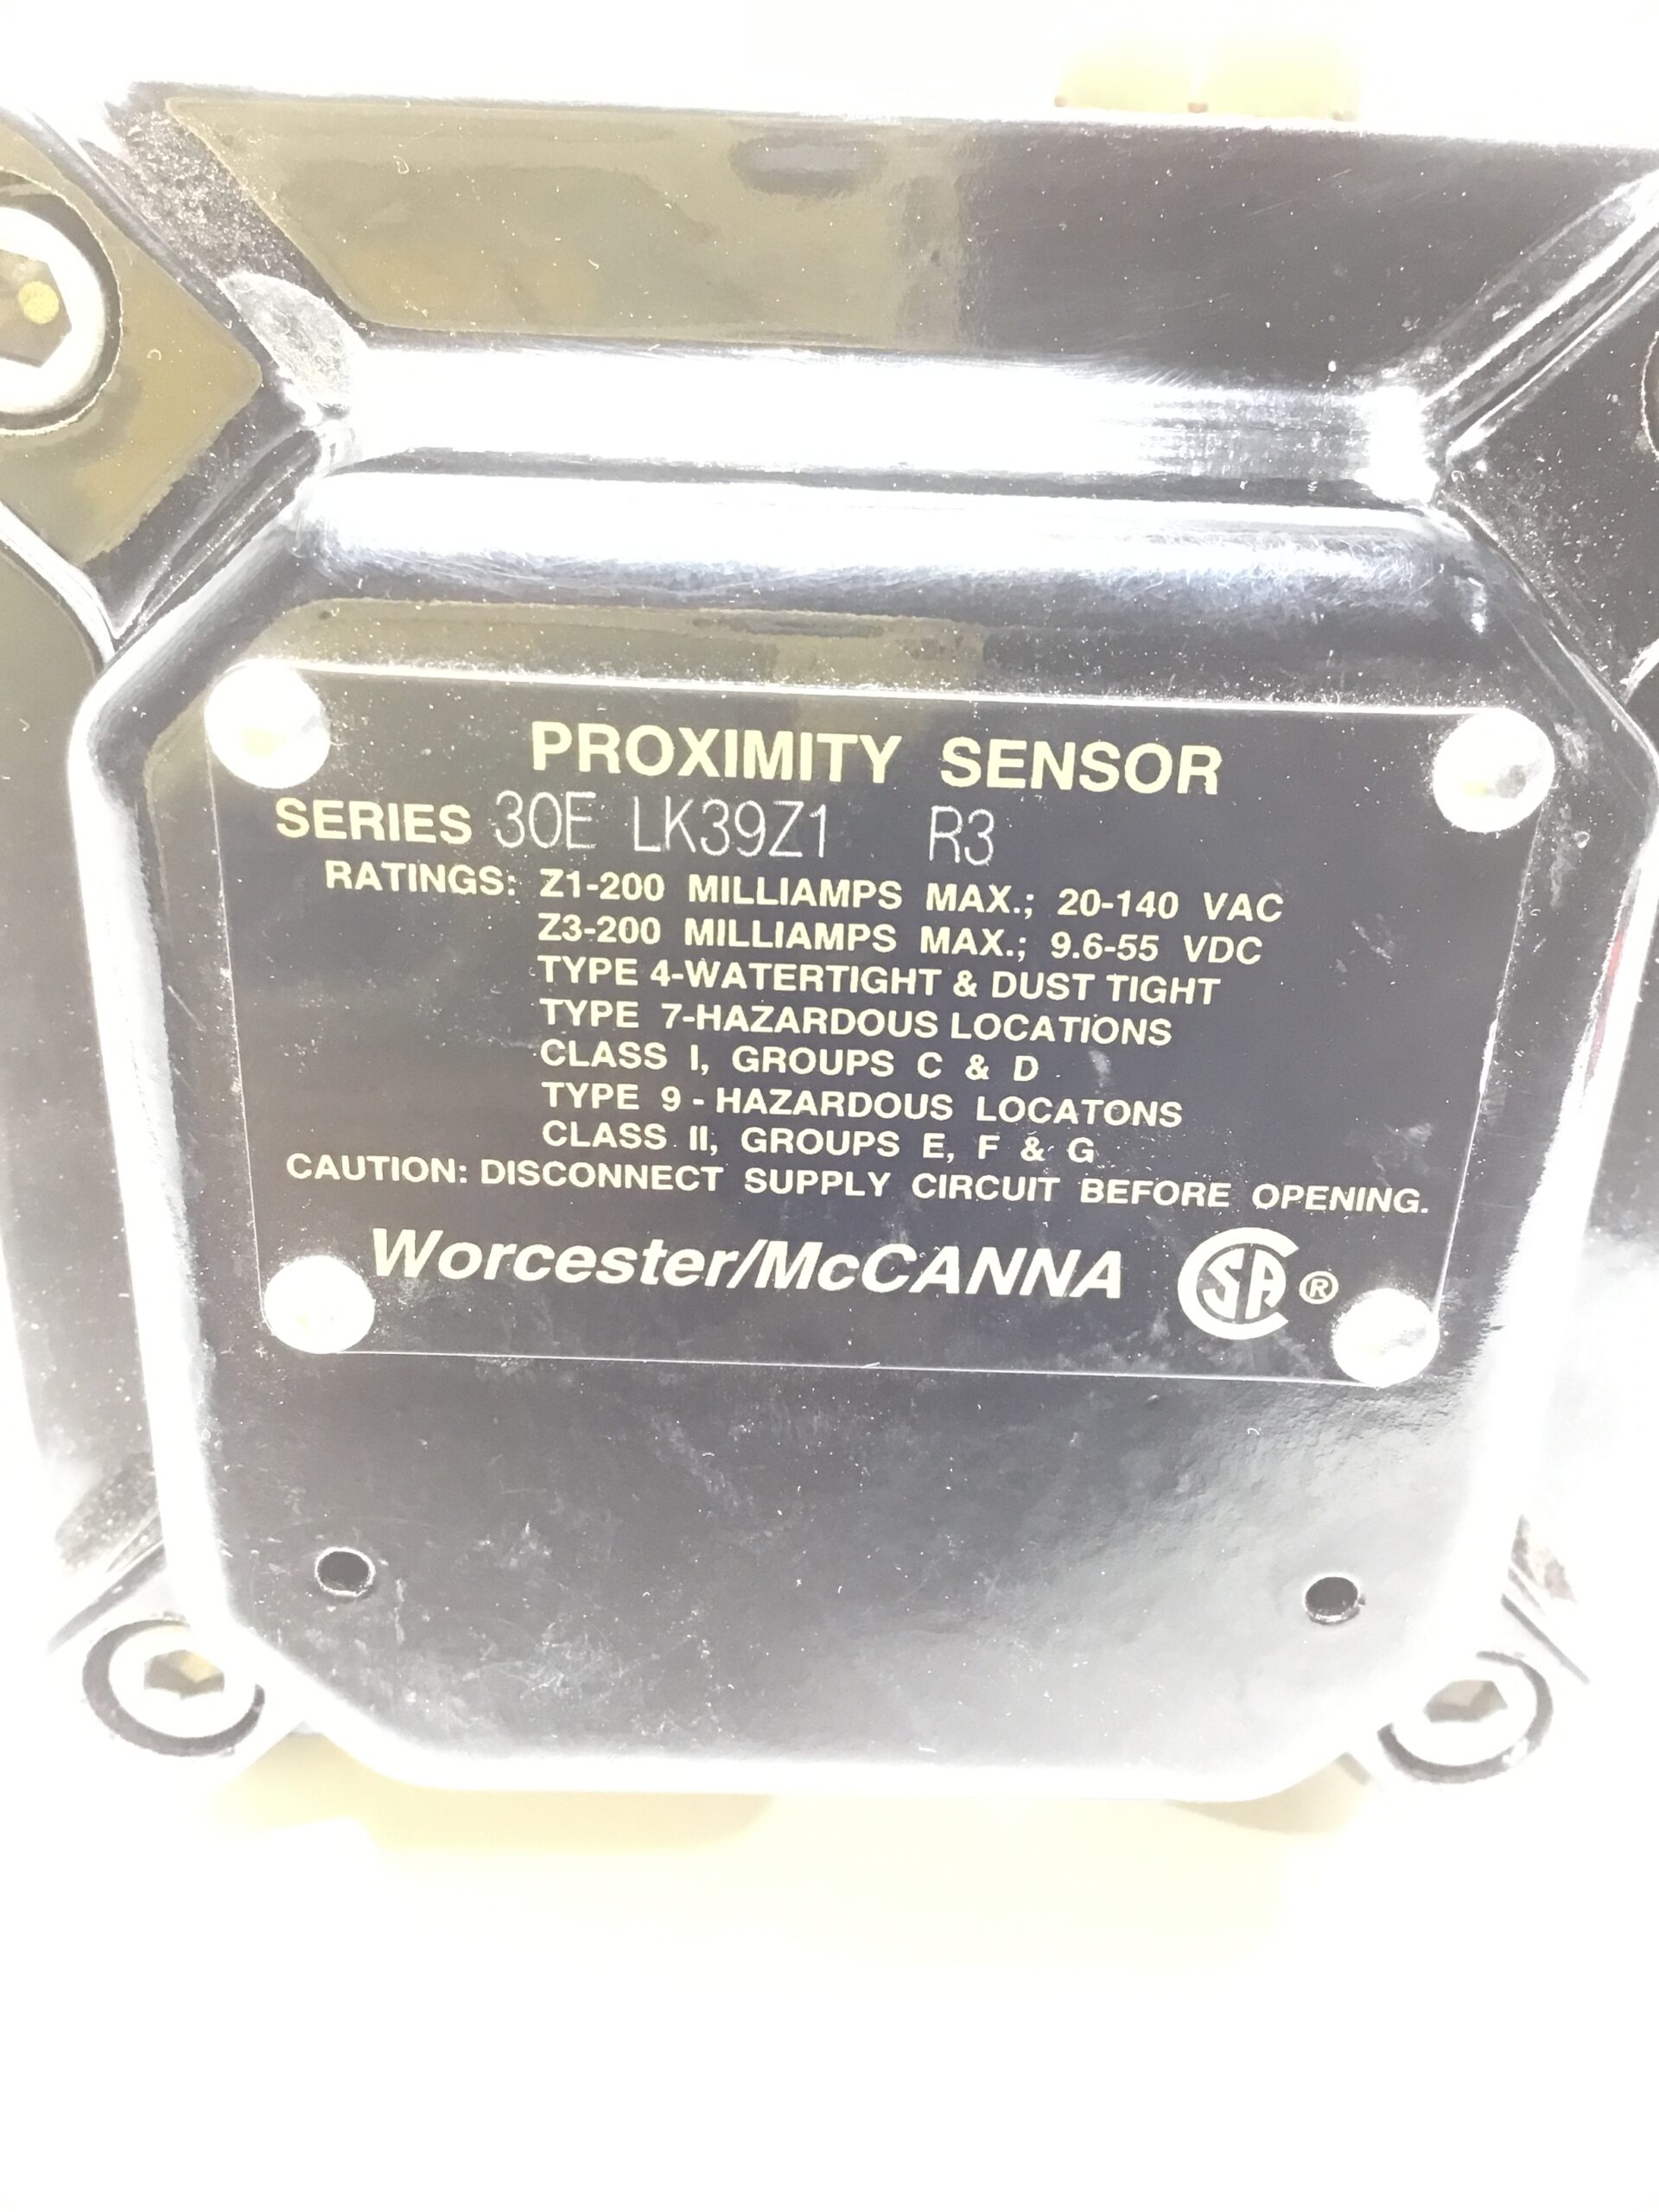 PROXIMITY SENSOR
SERIES 30E LK39Z1 R3
RATINGS: Z1-200 MILLIAMPS MAX.; 20-140 VAC
Z3-200 MILLIAMPS MAX.; 9.6-55 VDC
TYPE 4-WATERTIGHT & DUST TIGHT
TYPE 7-HAZARDOUS LOCATIONS
CLASS I, GROUPS C & D
TYPE 9 - HAZARDOUS LOCATONS
CLASS II, GROUPS E, F & G
CAUTION: DISCONNECT SUPPLY CIRCUIT BEFORE OPENING.
Worcester/McCANNA CSA ®